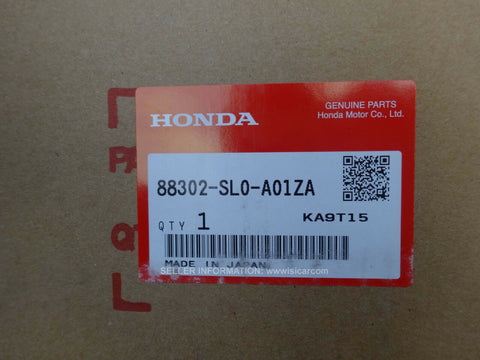 HONDA
GENUINE PARTS
Honda Motor Co., Ltd.
88302-SL0-A01ZA
QTY 1
KA9T15
MADE IN JAPAN
SELLER INFORMATION: www.isicar.com